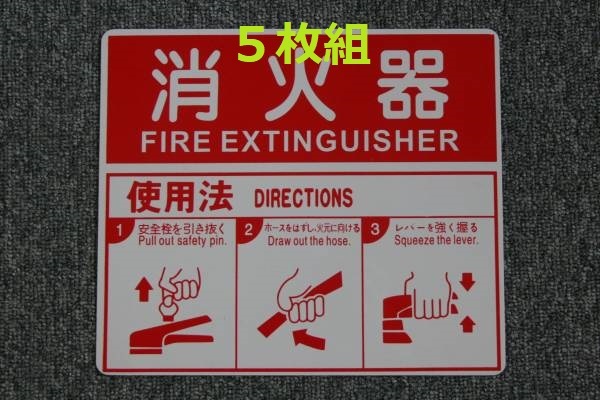 5枚組
消火器
FIRE EXTINGUISHER
使用法 DIRECTIONS
1 安全栓を引き抜く
Pull out safety pin.
2 ホースをはずし、火元に向ける
Draw out the hose.
3 レバーを強く握る
Squeeze the lever.